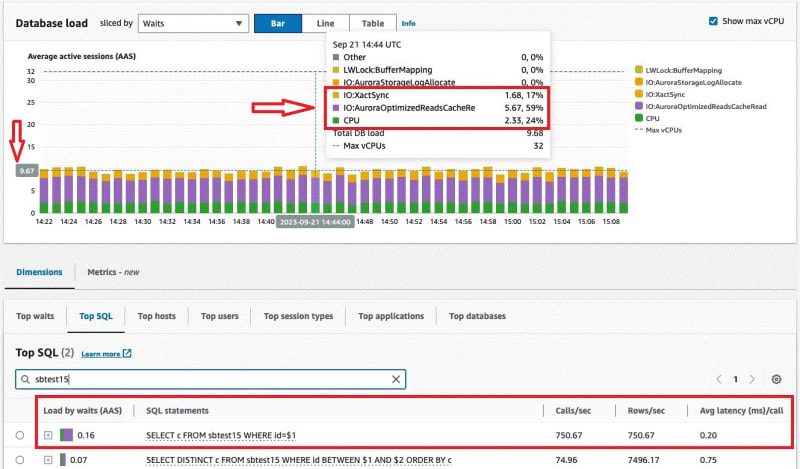 Database load sliced by Waits Bar Line Table Info Show max vCPU
Average active sessions (AAS)
Sep 21 14:44 UTC
Other 0, 0%
LWLock:BufferMapping 0, 0%
IO:AuroraStorageLogAllocate 0, 0%
IO:XactSync 1.68, 17%
IO:AuroraOptimizedReadsCacheRe 5.67, 59%
CPU 2.33, 24%
Total DB load 9.68
Max vCPUs 32
32
30
25
20
15
9.67
5
0
14:22 14:24 14:26 14:28 14:30 14:32 14:34 14:36 14:38 14:40 2023-09-21 14:44:00 14:48 14:50 14:52 14:54 14:56 14:58 15:00 15:02 15:04 15:06 15:08
LWLock:BufferMapping
IO:AuroraStorageLogAllocate
IO:XactSync
IO:AuroraOptimizedReadsCacheRead
CPU
Max vCPUs
Dimensions Metrics - new
Top waits Top SQL Top hosts Top users Top session types Top applications Top databases
Top SQL (2) Learn more
sbtest15
1
Load by waits (AAS) SQL statements Calls/sec Rows/sec Avg latency (ms)/call
0.16 SELECT c FROM sbtest15 WHERE id=$1 750.67 750.67 0.20
0.07 SELECT DISTINCT c FROM sbtest15 WHERE id BETWEEN $1 AND $2 ORDER BY c 74.96 7496.17 0.75